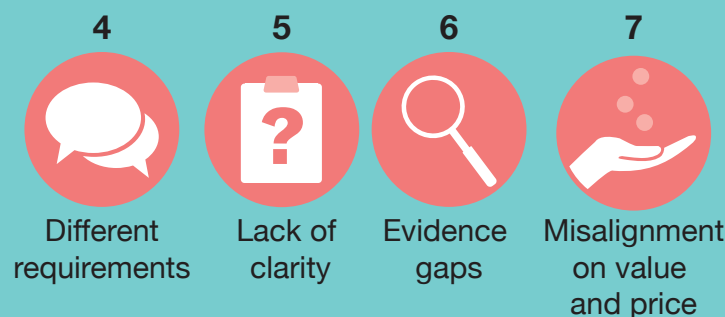 4
5
6
7
?
Different
requirements
Lack of
clarity
Evidence
gaps
Misalignment
on value
and price